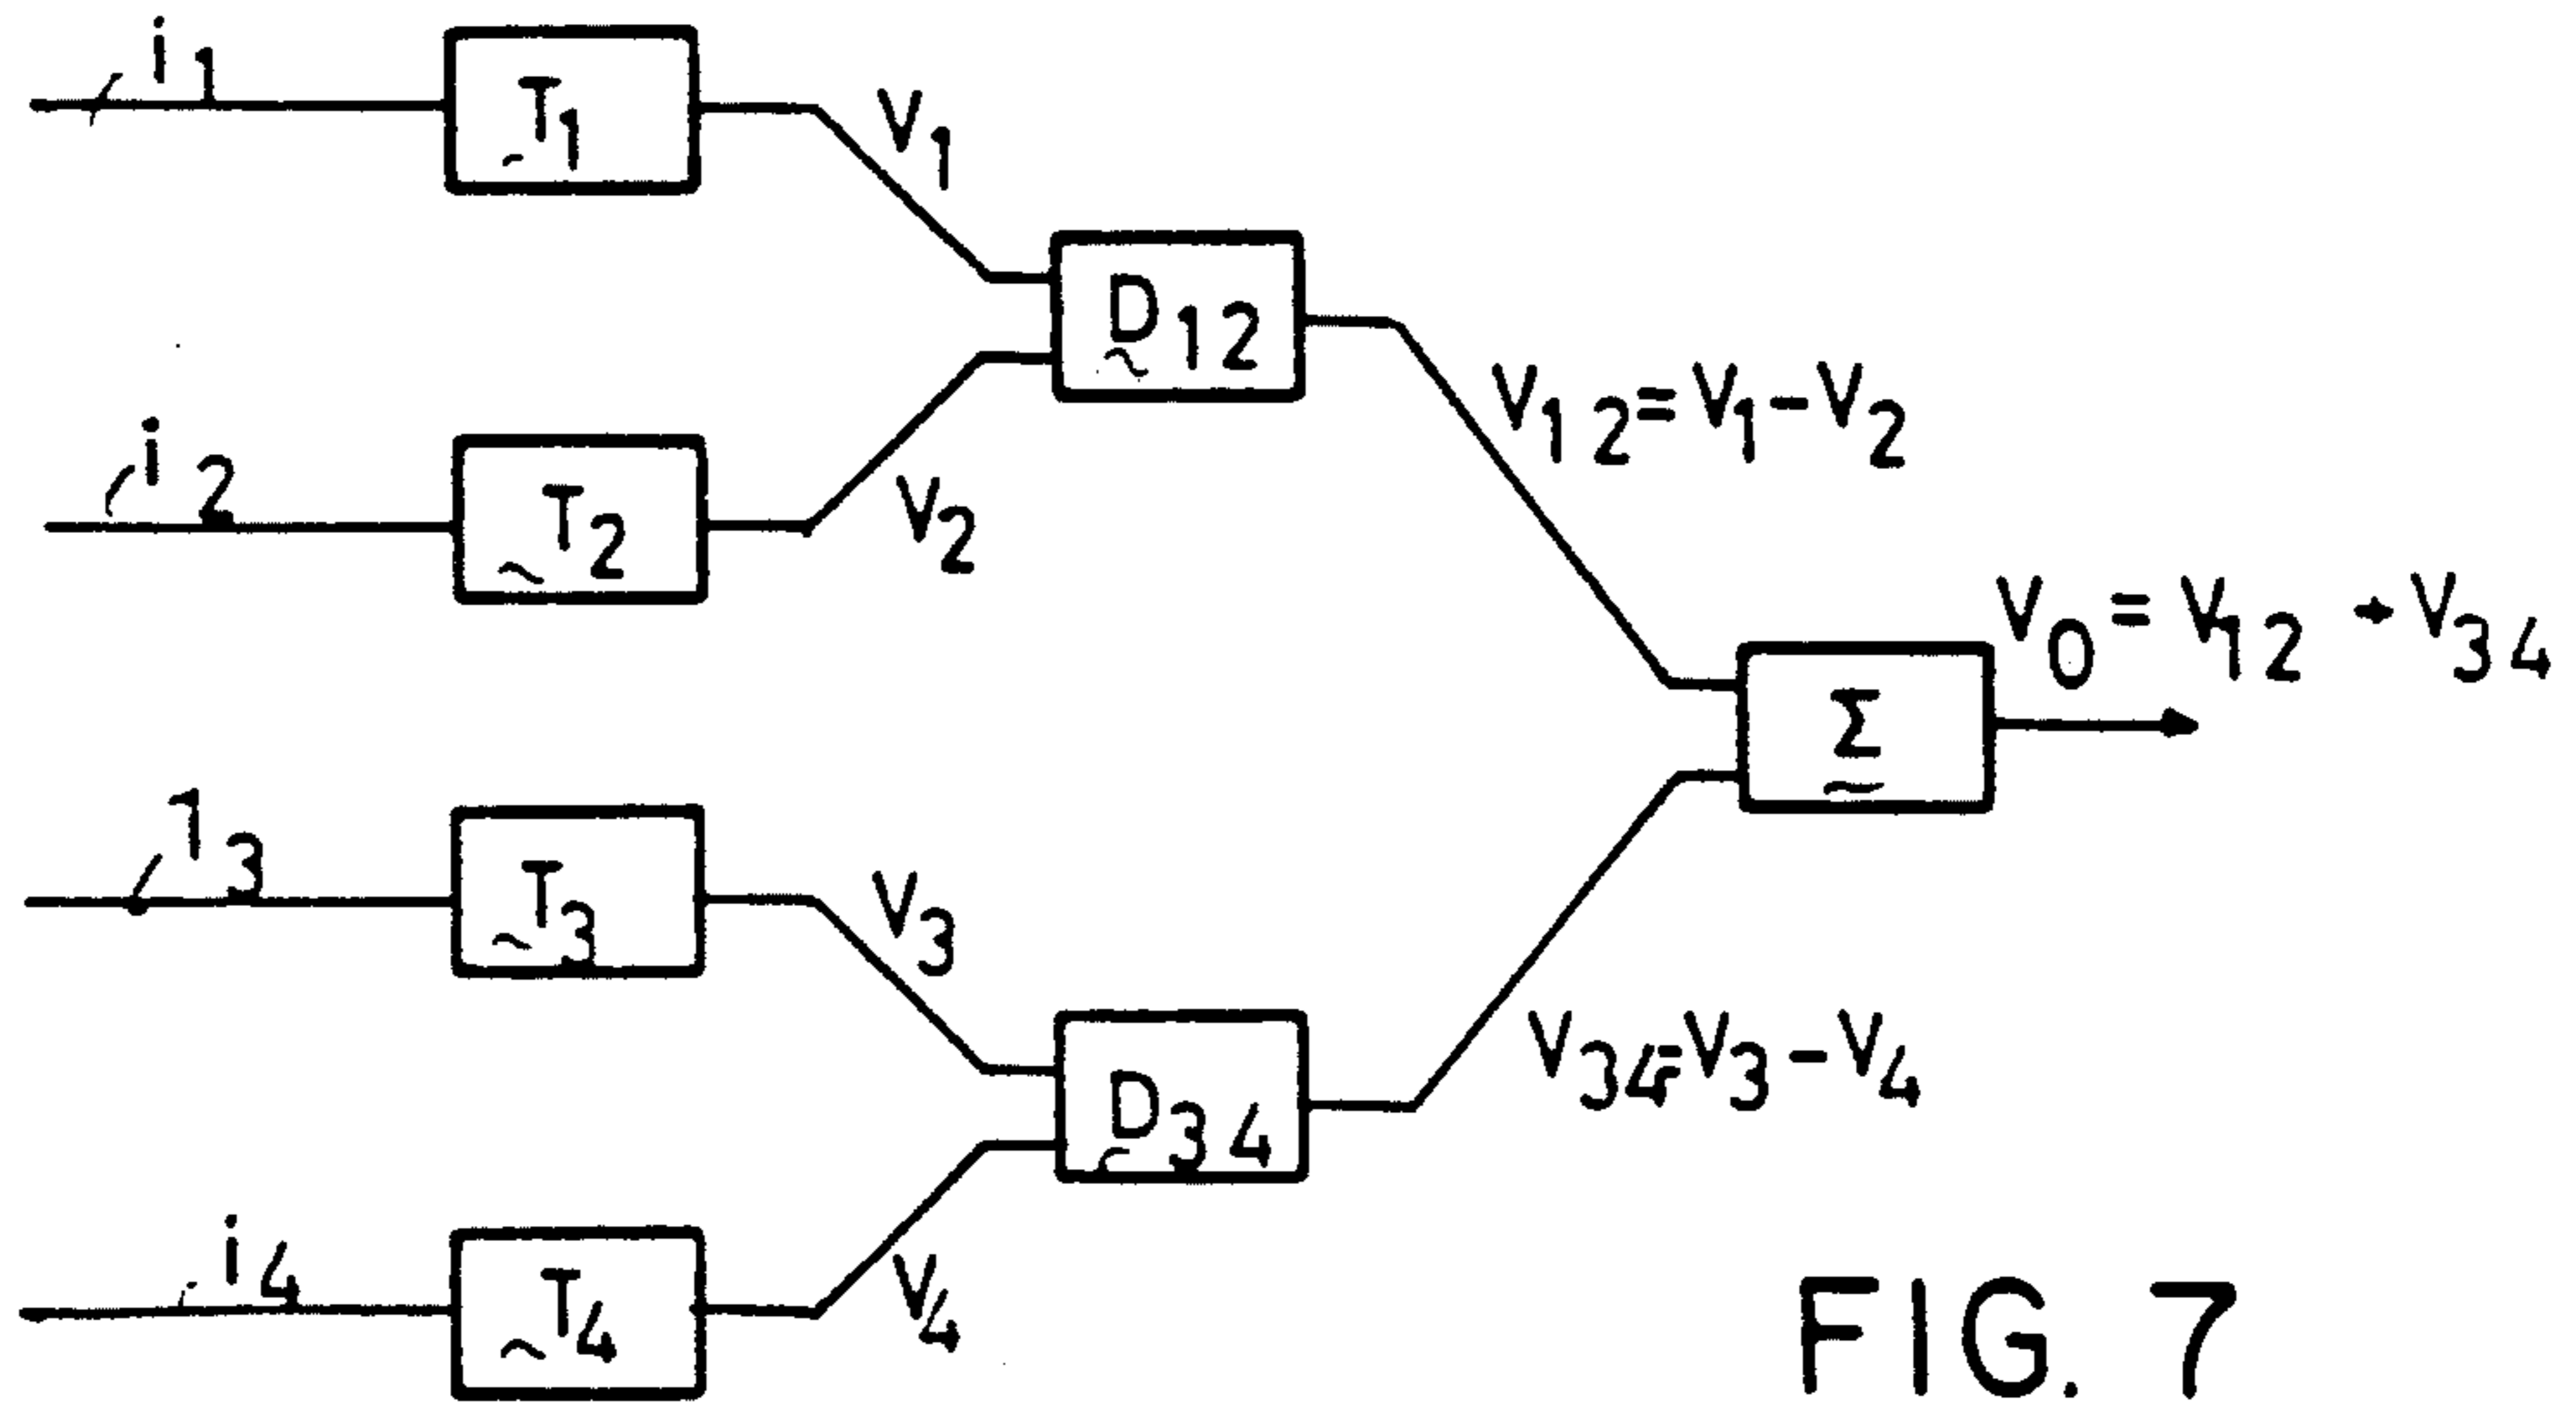 i1
T1
V1
D12
i2
T2
V2
V12=V1-V2
V0=V12+V34
Σ
i3
T3
V3
D34
V34=V3-V4
i4
T4
V4
FIG. 7